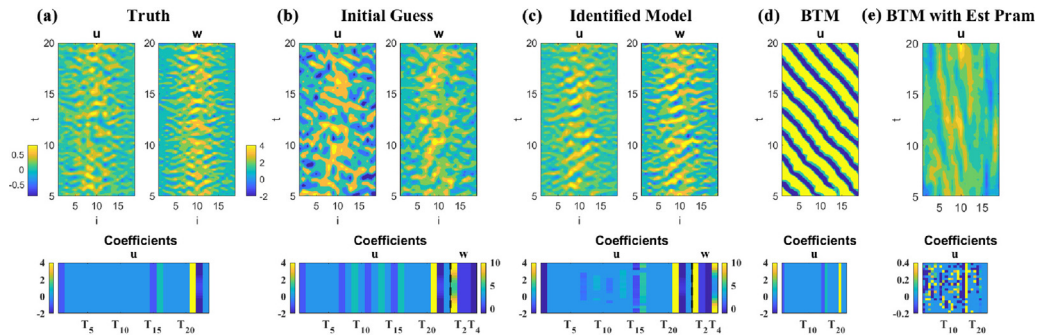 (a) Truth
u w
20
15
10
5
t
0.5
0
-0.5
5 10 15
i
5 10 15
i
4
2
0
-2
Coefficients
u
4
2
0
-2
T5 T10 T15 T20
(b) Initial Guess
u w
20
15
10
5
t
5 10 15
i
5 10 15
i
Coefficients
u w
4
2
0
-2
10
5
0
T5 T10 T15 T20 T2 T4
(c) Identified Model
u w
20
15
10
5
t
5 10 15
i
5 10 15
i
Coefficients
u w
4
2
0
-2
10
5
0
T5 T10 T15 T20 T2 T4
(d) BTM
u
20
15
10
5
t
5 10 15
i
Coefficients
u
4
2
0
-2
T10 T20
(e) BTM with Est Pram
u
20
15
10
5
t
5 10 15
i
Coefficients
u
0.4
0.2
0
-0.2
T10 T20